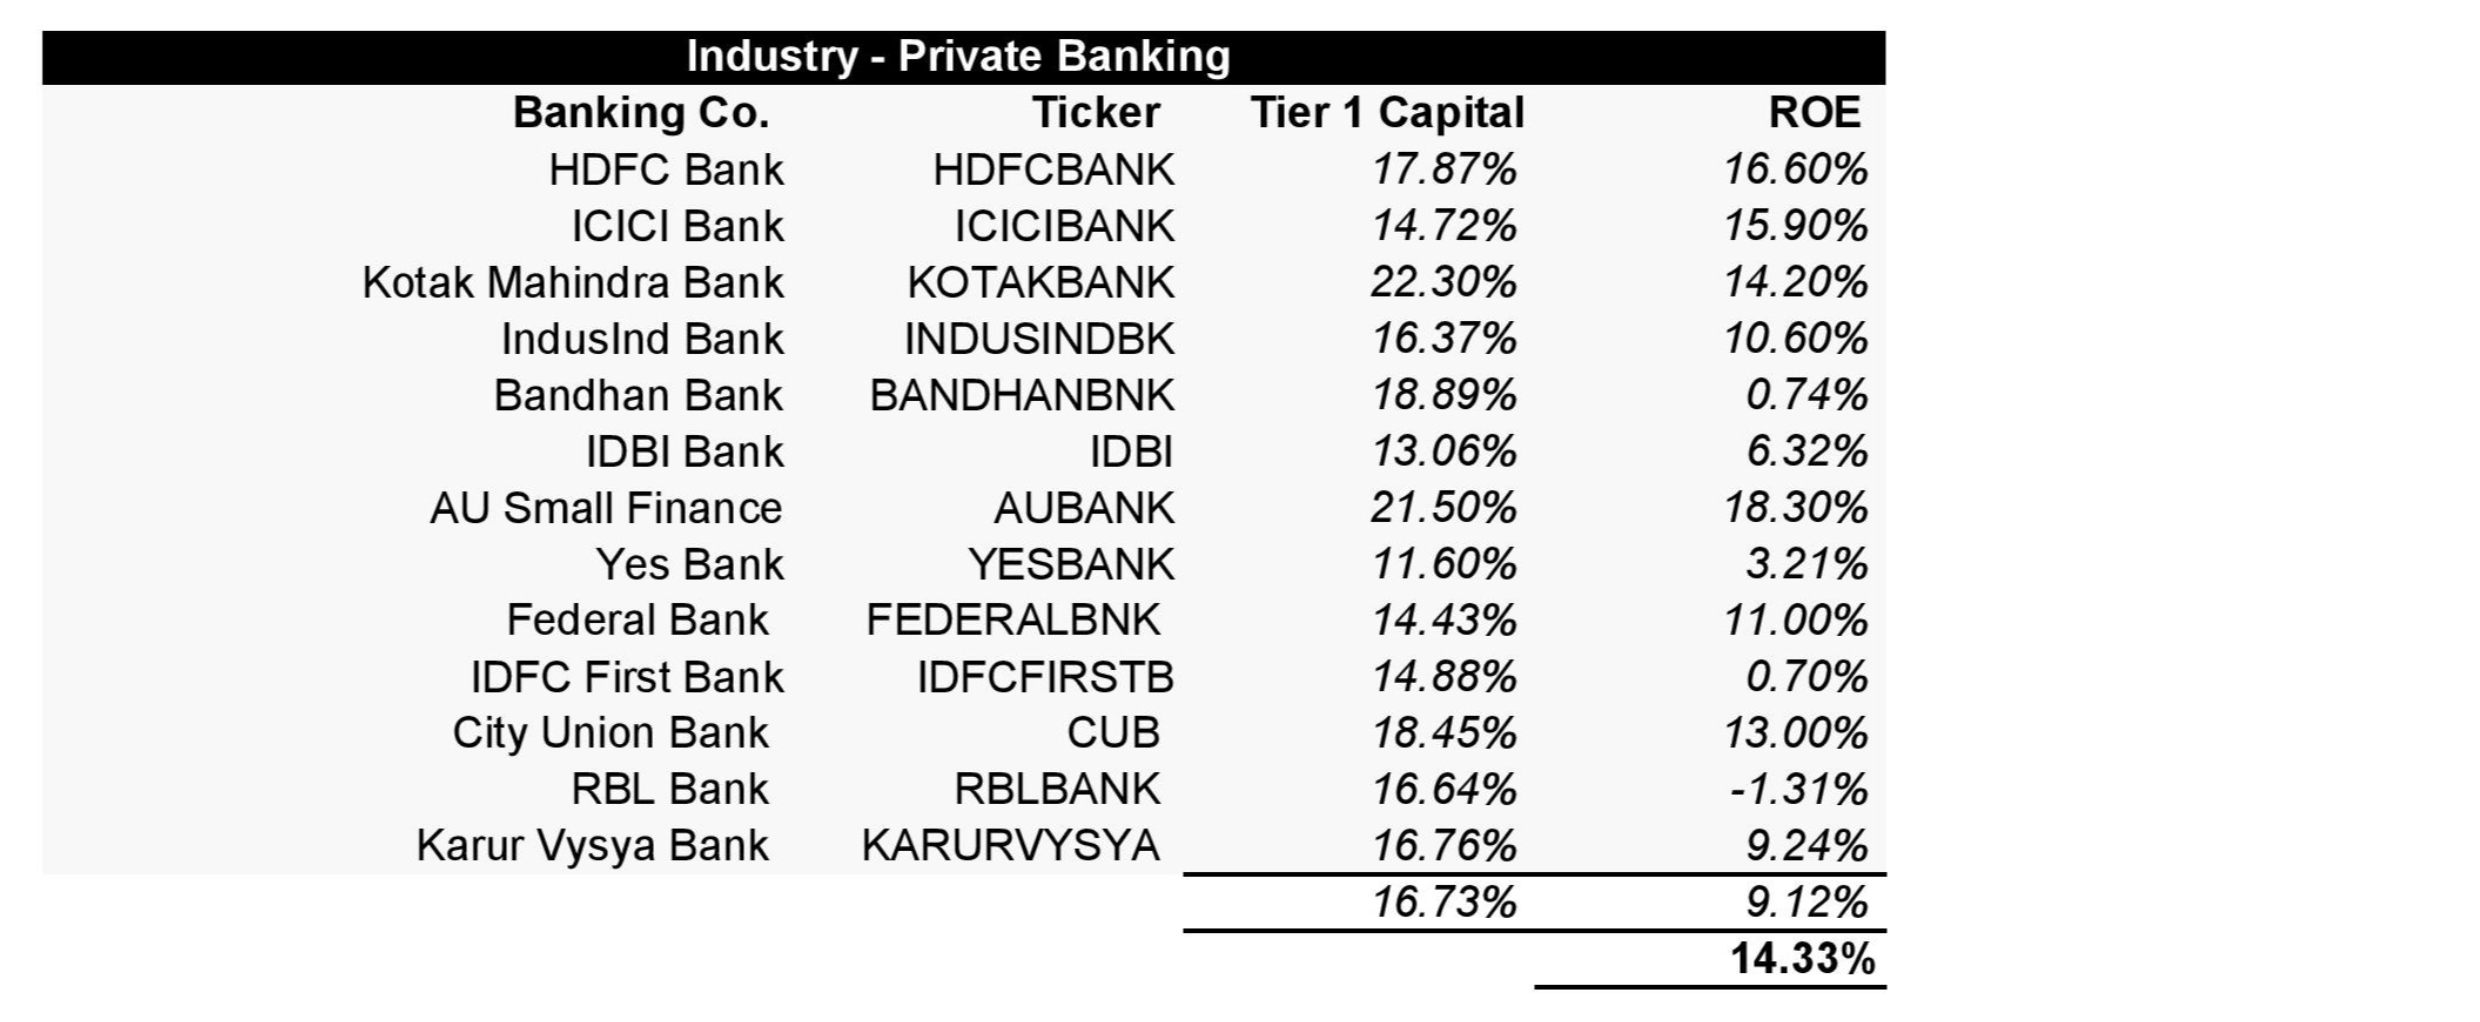 Industry - Private Banking
Banking Co. Ticker Tier 1 Capital ROE
HDFC Bank HDFCBANK 17.87% 16.60%
ICICI Bank ICICIBANK 14.72% 15.90%
Kotak Mahindra Bank KOTAKBANK 22.30% 14.20%
IndusInd Bank INDUSINDBK 16.37% 10.60%
Bandhan Bank BANDHANBNK 18.89% 0.74%
IDBI Bank IDBI 13.06% 6.32%
AU Small Finance AUBANK 21.50% 18.30%
Yes Bank YESBANK 11.60% 3.21%
Federal Bank FEDERALBNK 14.43% 11.00%
IDFC First Bank IDFCFIRSTB 14.88% 0.70%
City Union Bank CUB 18.45% 13.00%
RBL Bank RBLBANK 16.64% -1.31%
Karur Vysya Bank KARURVYSYA 16.76% 9.24%
16.73% 9.12%
14.33%